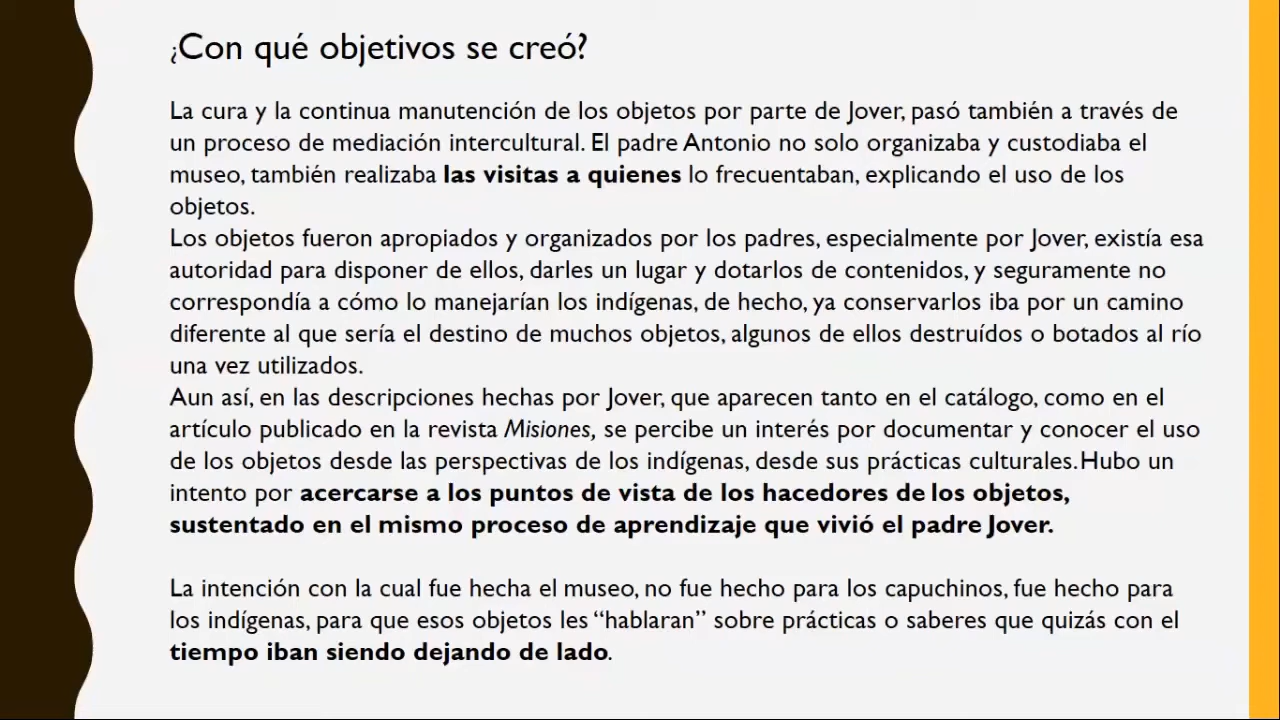 ¿Con qué objetivos se creó?
La cura y la continua manutención de los objetos por parte de Jover, pasó también a través de
un proceso de mediación intercultural. El padre Antonio no solo organizaba y custodiaba el
museo, también realizaba las visitas a quienes lo frecuentaban, explicando el uso de los
objetos.
Los objetos fueron apropiados y organizados por los padres, especialmente por Jover, existía esa
autoridad para disponer de ellos, darles un lugar y dotarlos de contenidos, y seguramente no
correspondía a cómo lo manejarían los indígenas, de hecho, ya conservarlos iba por un camino
diferente al que sería el destino de muchos objetos, algunos de ellos destruídos o botados al río
una vez utilizados.
Aun así, en las descripciones hechas por Jover, que aparecen tanto en el catálogo, como en el
artículo publicado en la revista Misiones, se percibe un interés por documentar y conocer el uso
de los objetos desde las perspectivas de los indígenas, desde sus prácticas culturales. Hubo un
intento por acercarse a los puntos de vista de los hacedores de los objetos,
sustentado en el mismo proceso de aprendizaje que vivió el padre Jover.
La intención con la cual fue hecha el museo, no fue hecho para los capuchinos, fue hecho para
los indígenas, para que esos objetos les “hablaran” sobre prácticas o saberes que quizás con el
tiempo iban siendo dejando de lado.